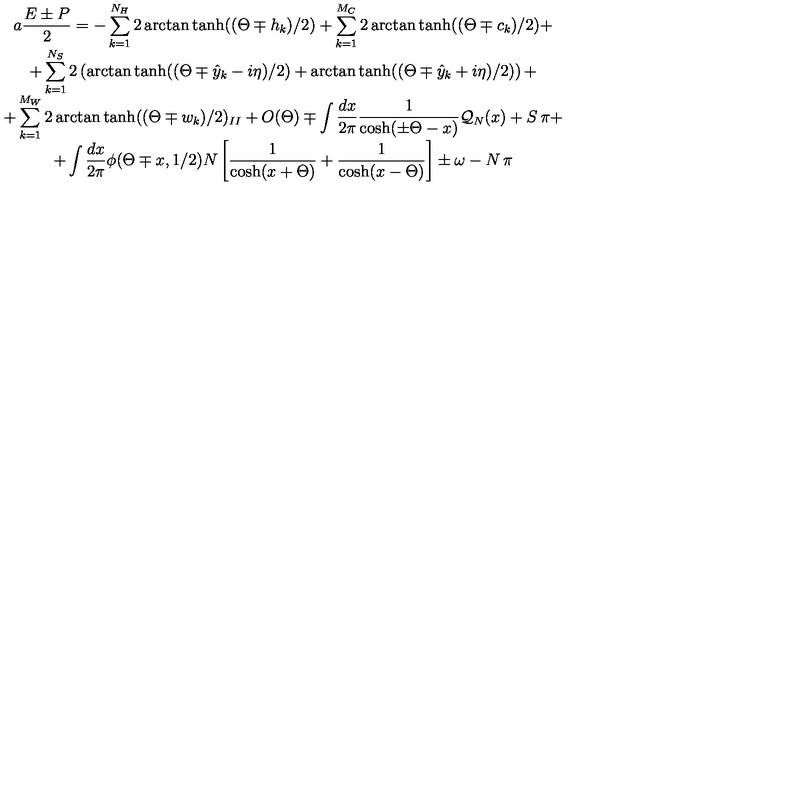 a\frac{E \pm P}{2} = -\sum_{k=1}^{N_H} 2 \arctan \tanh((\Theta \mp h_k)/2) + \sum_{k=1}^{M_C} 2 \arctan \tanh((\Theta \mp c_k)/2)+
+\sum_{k=1}^{N_S} 2 \left(\arctan \tanh((\Theta \mp \hat{y}_k - i\eta)/2) + \arctan \tanh((\Theta \mp \hat{y}_k + i\eta)/2)\right) +
+\sum_{k=1}^{M_W} 2 \arctan \tanh((\Theta \mp w_k)/2)_{II} + O(\Theta) \mp \int \frac{dx}{2\pi} \frac{1}{\cosh(\pm\Theta - x)} \mathcal{Q}_N(x) + S\,\pi+
+\int \frac{dx}{2\pi} \phi(\Theta \mp x, 1/2) N \left[\frac{1}{\cosh(x + \Theta)} + \frac{1}{\cosh(x - \Theta)}\right] \pm \omega - N\,\pi